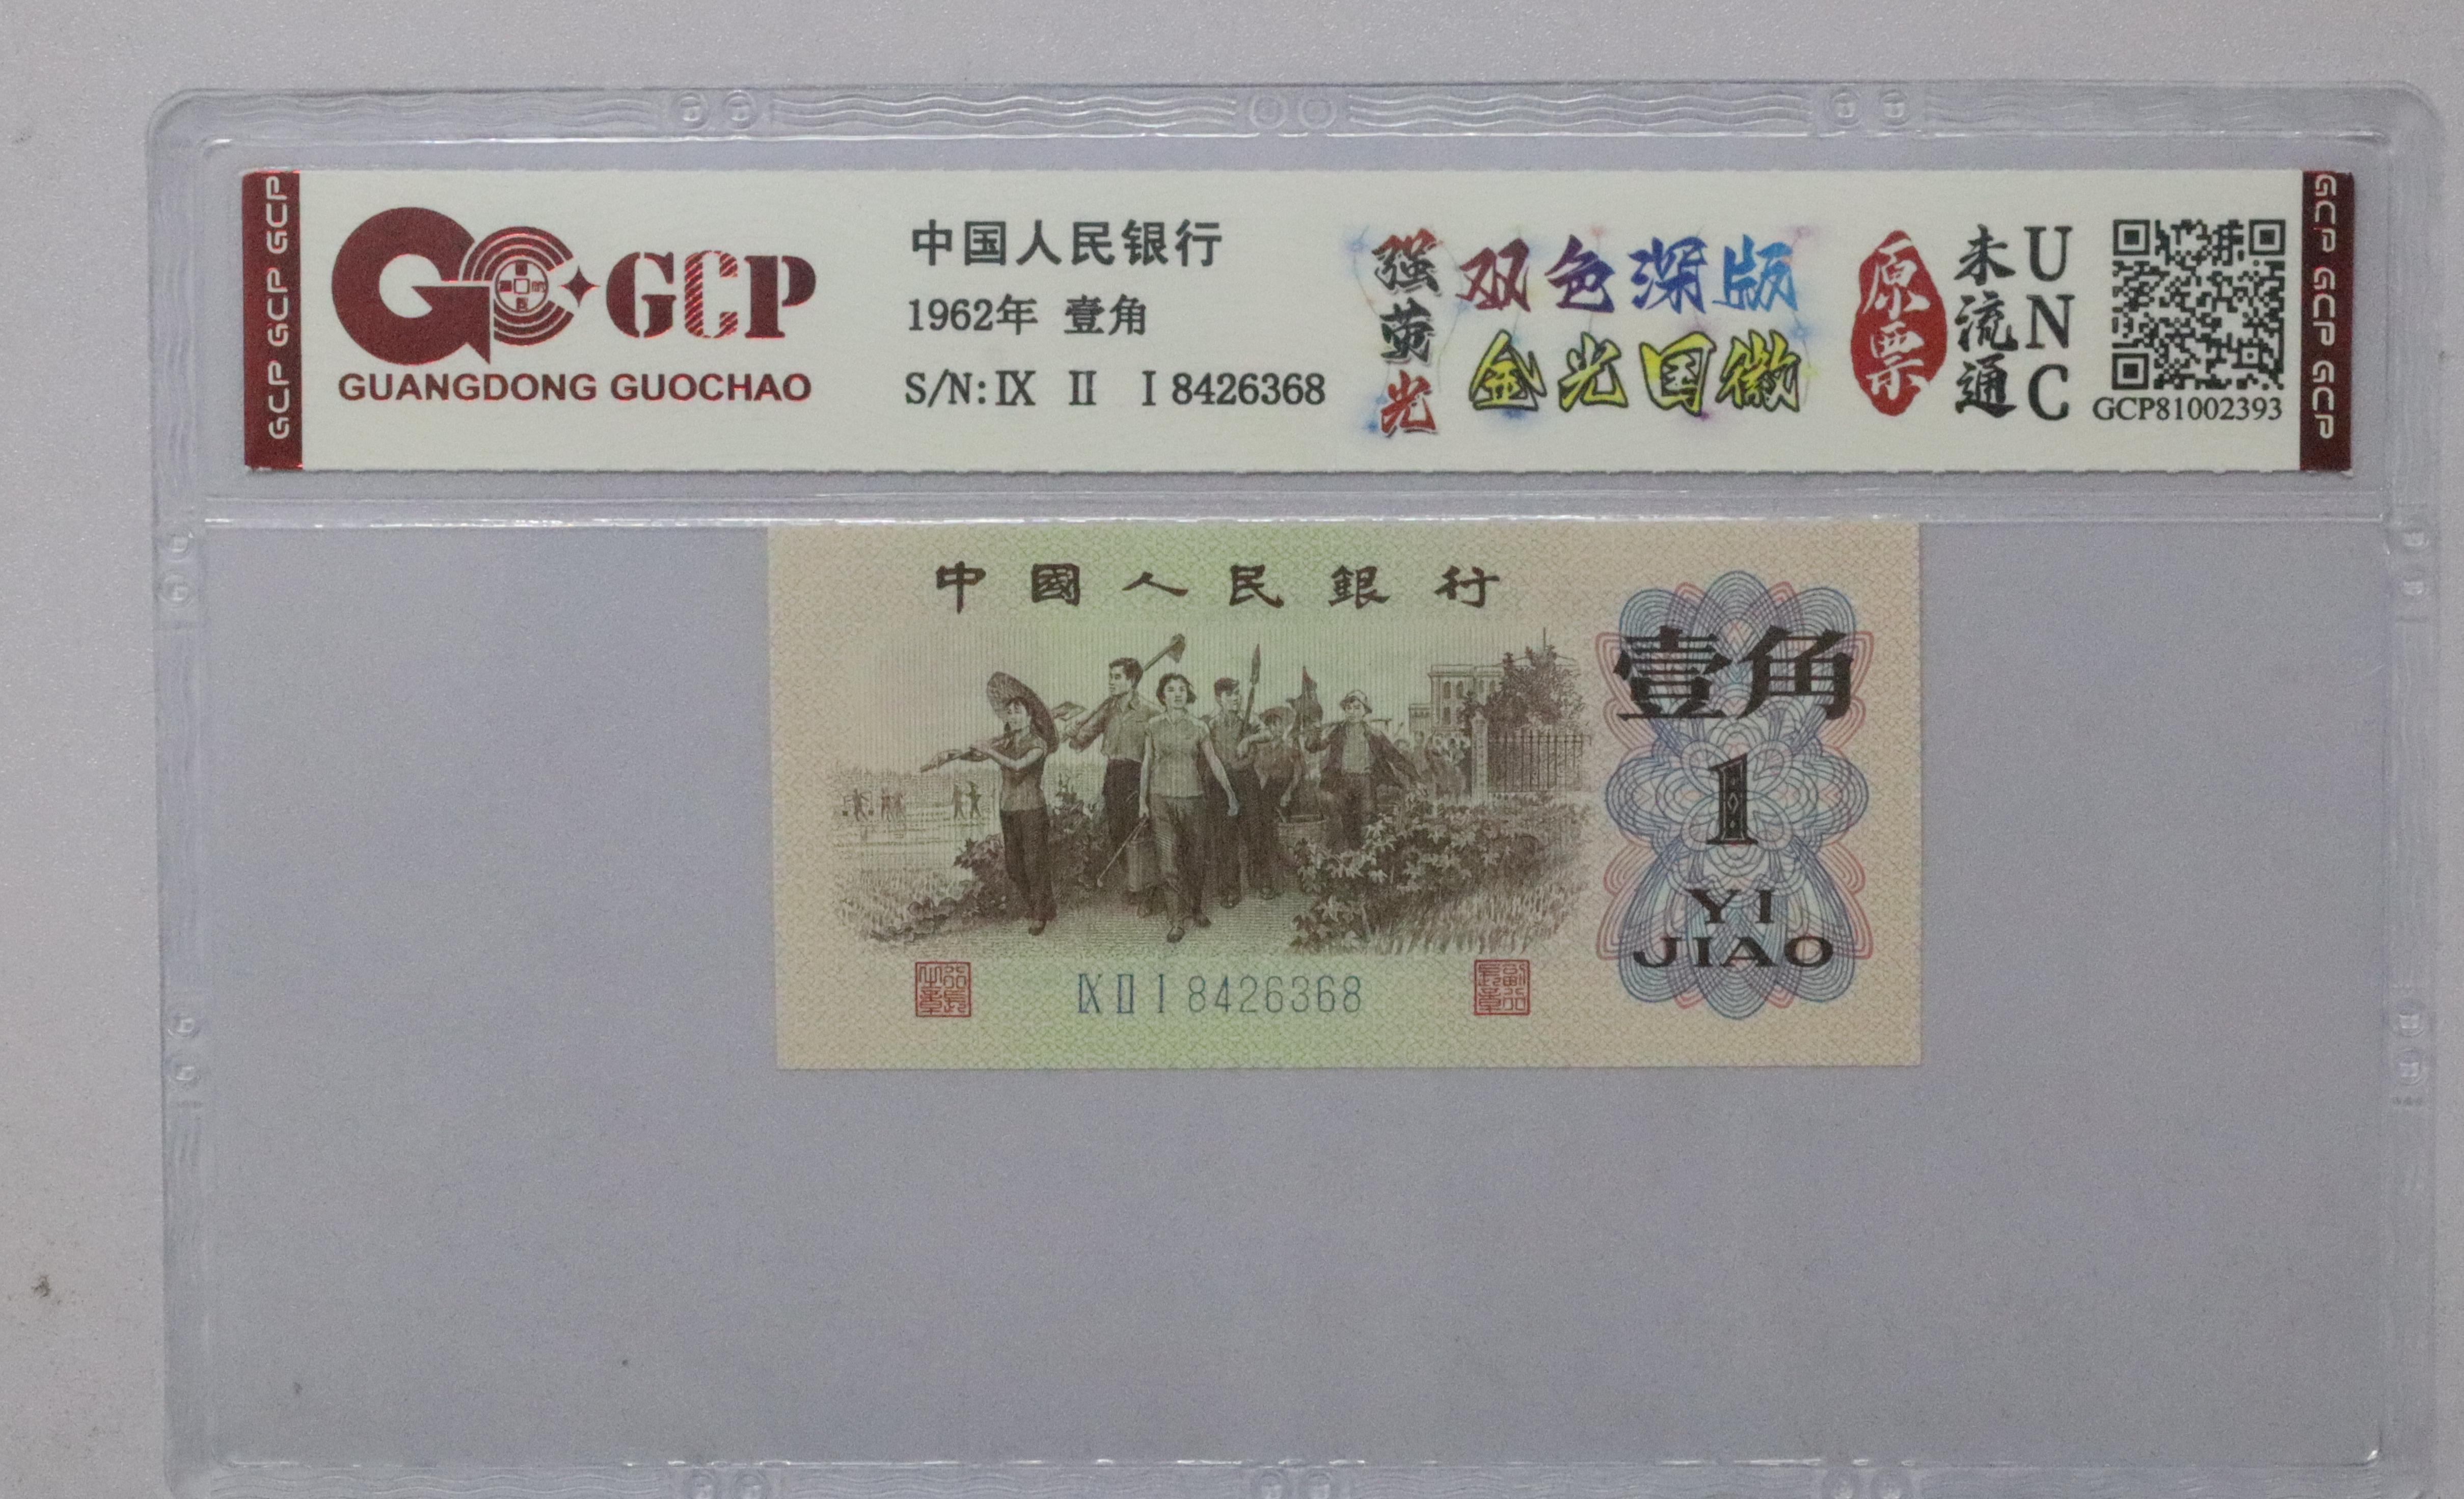 GCP GCP GCP
GCP
GUANGDONG GUOCHAO
中国人民银行
1962年 壹角
S/N: IX II I 8426368
强荧光
双色深版
金光国徽
原票
未流通
UNC
GCP81002393
GCP GCP GCP
中國人民銀行
壹角
1
YI
JIAO
IX II I 8426368